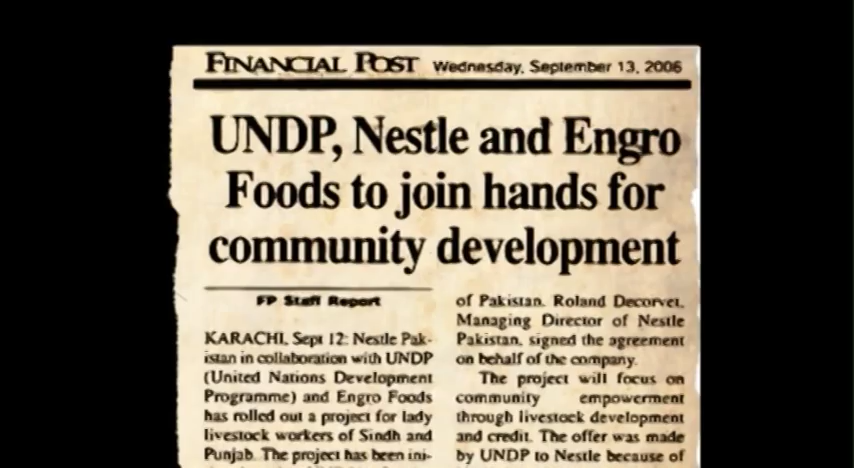 FINANCIAL POST Wednesday, September 13, 2006
UNDP, Nestle and Engro
Foods to join hands for
community development
FP Staff Report
KARACHI, Sept 12: Nestle Pak-
istan in collaboration with UNDP
(United Nations Development
Programme) and Engro Foods
has rolled out a project for lady
livestock workers of Sindh and
Punjab. The project has been ini-
of Pakistan. Roland Decorvet,
Managing Director of Nestle
Pakistan, signed the agreement
on behalf of the company.
The project will focus on
community empowerment
through livestock development
and credit. The offer was made
by UNDP to Nestle because of